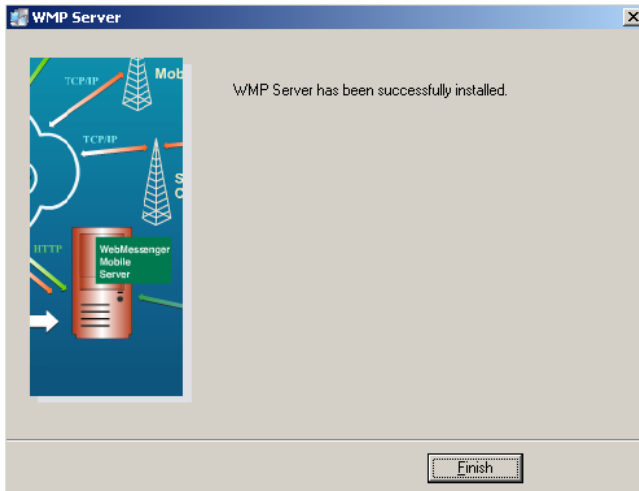 WMP Server
TCP/IP
Mob
WMP Server has been successfully installed.
TCP/IP
S
C
HTTP
WebMessenger
Mobile
Server
Finish